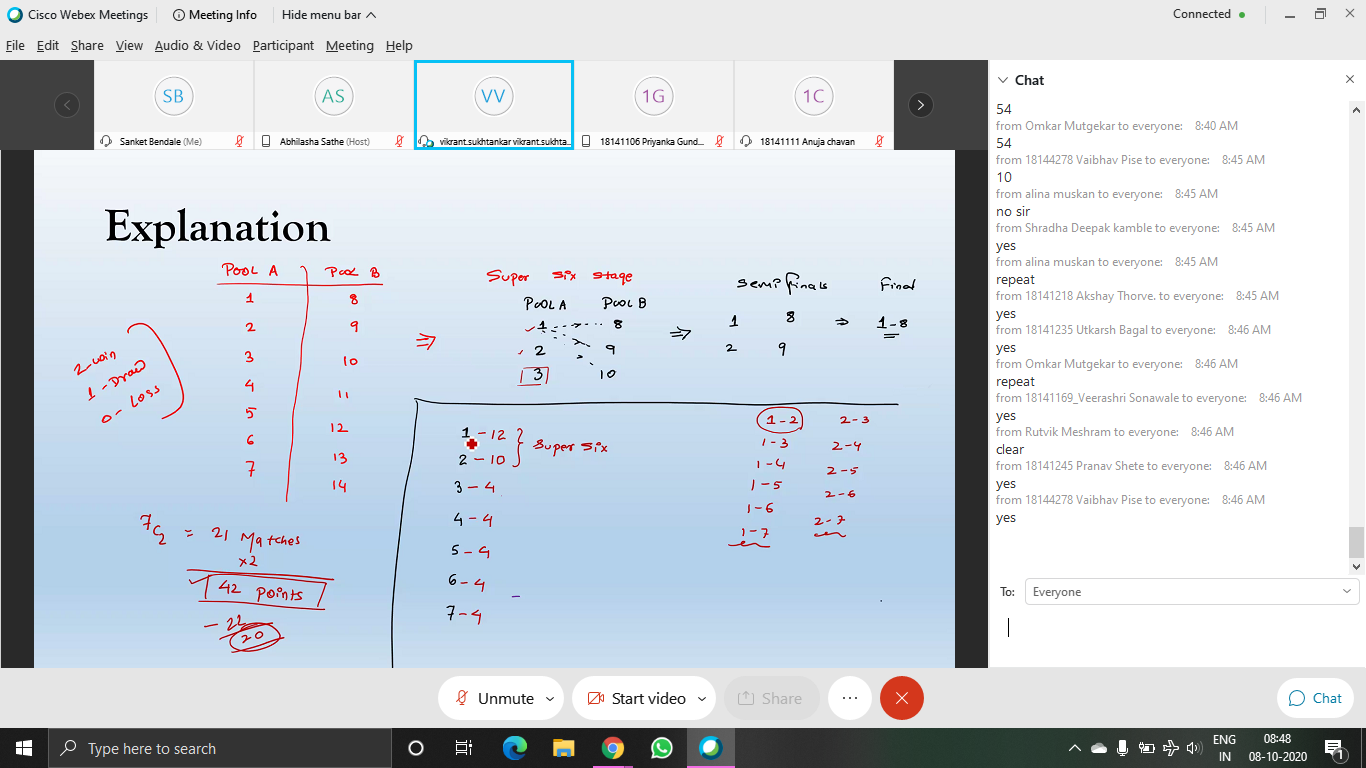 Cisco Webex Meetings
Meeting Info
Hide menu bar
Connected
File Edit Share View Audio & Video Participant Meeting Help
SB
AS
VV
1G
1C
Sanket Bendale (Me)
Abhilasha Sathe (Host)
vikrant.sukhtankar vikrant.sukhta...
18141106 Priyanka Gund...
18141111 Anuja chavan
Explanation
POOL A POOL B
1 8
2 9
3 10
4 11
5 12
6 13
7 14
2-win
1-Draw
0-Loss
7C2 = 21 Matches
x2
42 Points
- 22
20
Super Six Stage
POOL A POOL B
1 8
2 9
3 10
Semi finals
1 8
2 9
Final
1-8
1 - 12
2 - 10
Super Six
3 - 4
4 - 4
5 - 4
6 - 4
7 - 4
1-2 2-3
1-3 2-4
1-4 2-5
1-5 2-6
1-6 2-7
1-7
Chat
54
from Omkar Mutgekar to everyone: 8:40 AM
54
from 18144278 Vaibhav Pise to everyone: 8:45 AM
10
from alina muskan to everyone: 8:45 AM
no sir
from Shradha Deepak kamble to everyone: 8:45 AM
yes
from alina muskan to everyone: 8:45 AM
repeat
from 18141218 Akshay Thorve. to everyone: 8:45 AM
yes
from 18141235 Utkarsh Bagal to everyone: 8:46 AM
yes
from Omkar Mutgekar to everyone: 8:46 AM
repeat
from 18141169_Veerashri Sonawale to everyone: 8:46 AM
yes
from Rutvik Meshram to everyone: 8:46 AM
clear
from 18141245 Pranav Shete to everyone: 8:46 AM
yes
from 18144278 Vaibhav Pise to everyone: 8:46 AM
yes
To: Everyone
Unmute
Start video
Share
Chat
Type here to search
ENG
IN
08:48
08-10-2020
1